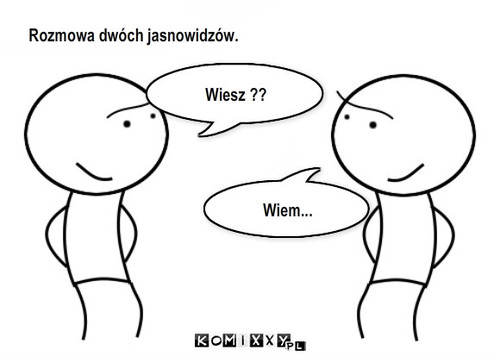 Rozmowa dwóch jasnowidzów.
Wiesz ??
Wiem...
KOMIXXY PL